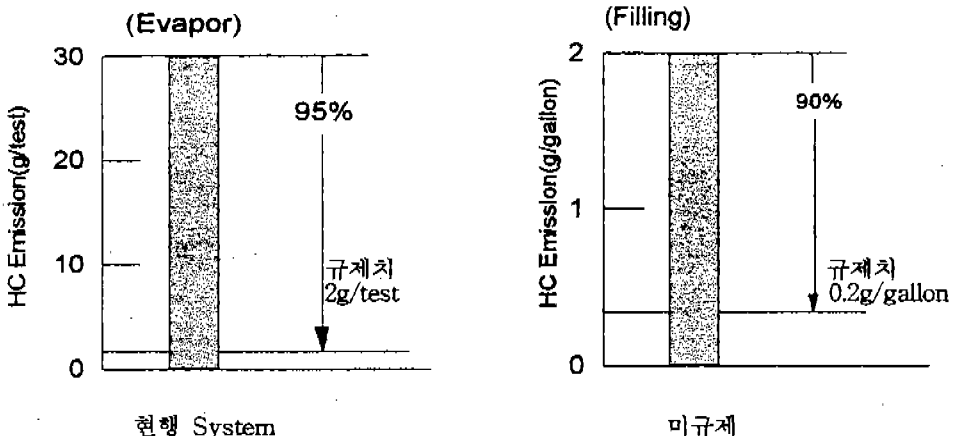 (Evapor)
HC Emission(g/test)
30
20
10
0
95%
규제치
2g/test
현행 System
(Filling)
HC Emission(g/gallon)
2
1
0
90%
규제치
0.2g/gallon
미규제